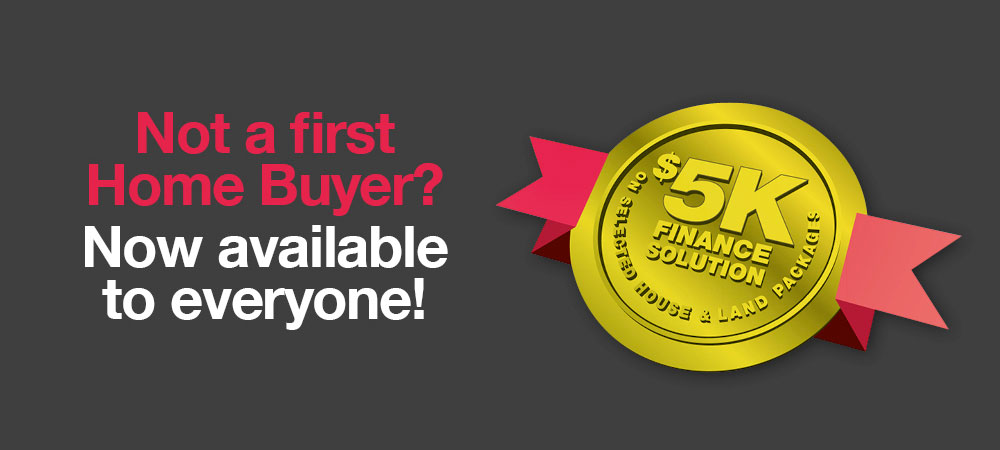 Not a first
Home Buyer?
Now available
to everyone!
$5K
FINANCE
SOLUTION
ON SELECTED HOUSE & LAND PACKAGES